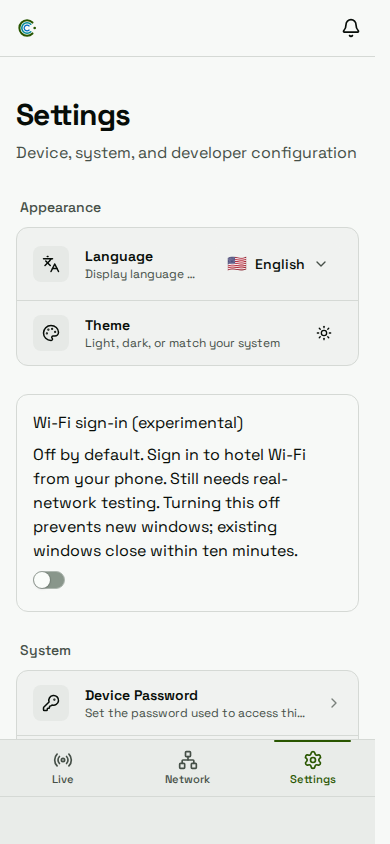 Settings
Device, system, and developer configuration
Appearance
Language
Display language ...
English
Theme
Light, dark, or match your system
Wi-Fi sign-in (experimental)
Off by default. Sign in to hotel Wi-Fi
from your phone. Still needs real-
network testing. Turning this off
prevents new windows; existing
windows close within ten minutes.
System
Device Password
Set the password used to access thi...
Live
Network
Settings